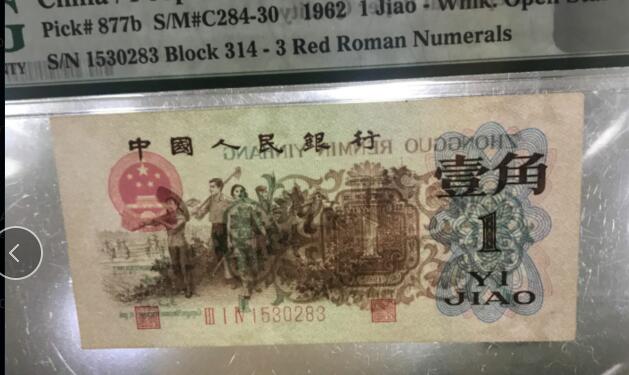 Pick# 877b S/M#C284-30 1962 1 Jiao - Wmk: Open
S/N 1530283 Block 314 - 3 Red Roman Numerals
中國人民銀行
ZHONGGUO RENMIN YINHANG
壹角
1
YI
JIAO
III I IV 1530283